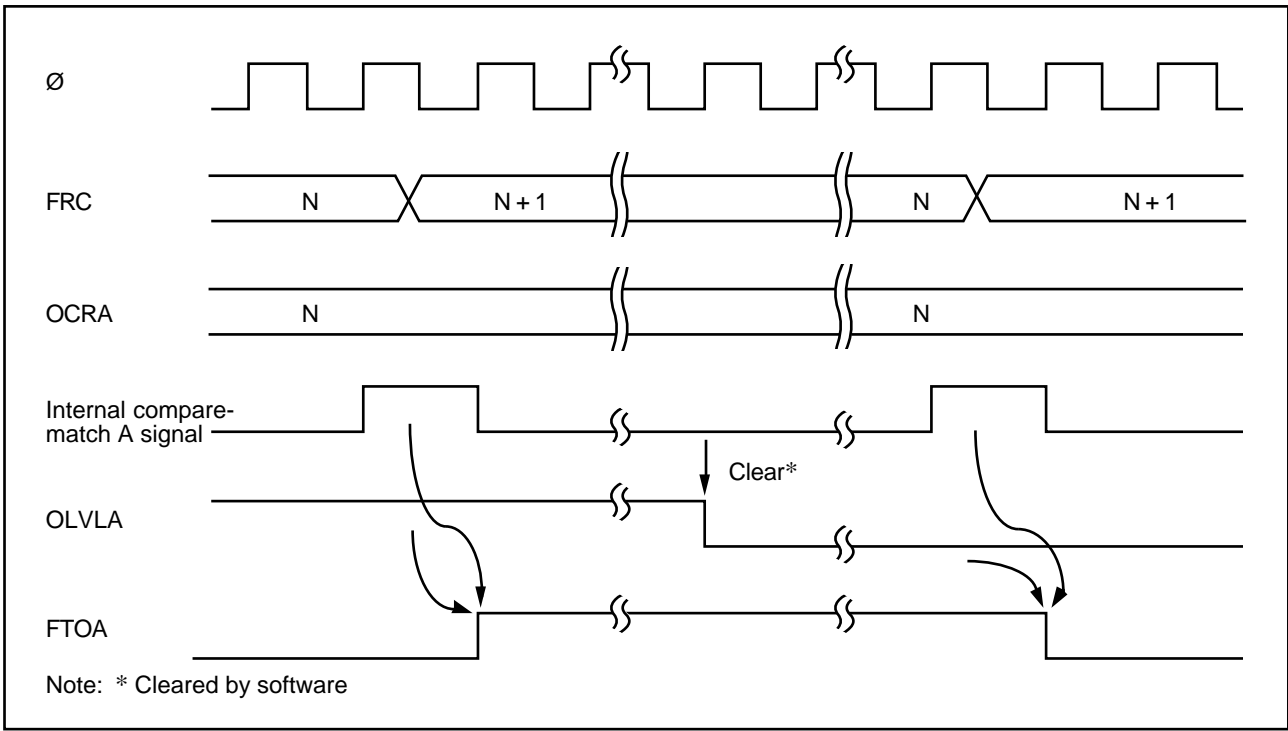 Ø
FRC
N
N + 1
N
N + 1
OCRA
N
N
Internal compare-
match A signal
Clear*
OLVLA
FTOA
Note: * Cleared by software